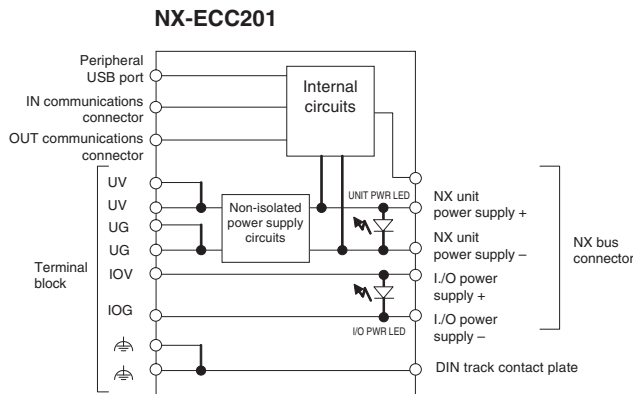 NX-ECC201
Peripheral
USB port
IN communications
connector
OUT communications
connector
Internal
circuits
Terminal
block
UV
UV
UG
UG
IOV
IOG
Non-isolated
power supply
circuits
UNIT PWR LED
I/O PWR LED
NX unit
power supply +
NX unit
power supply –
I./O power
supply +
I./O power
supply –
NX bus
connector
DIN track contact plate